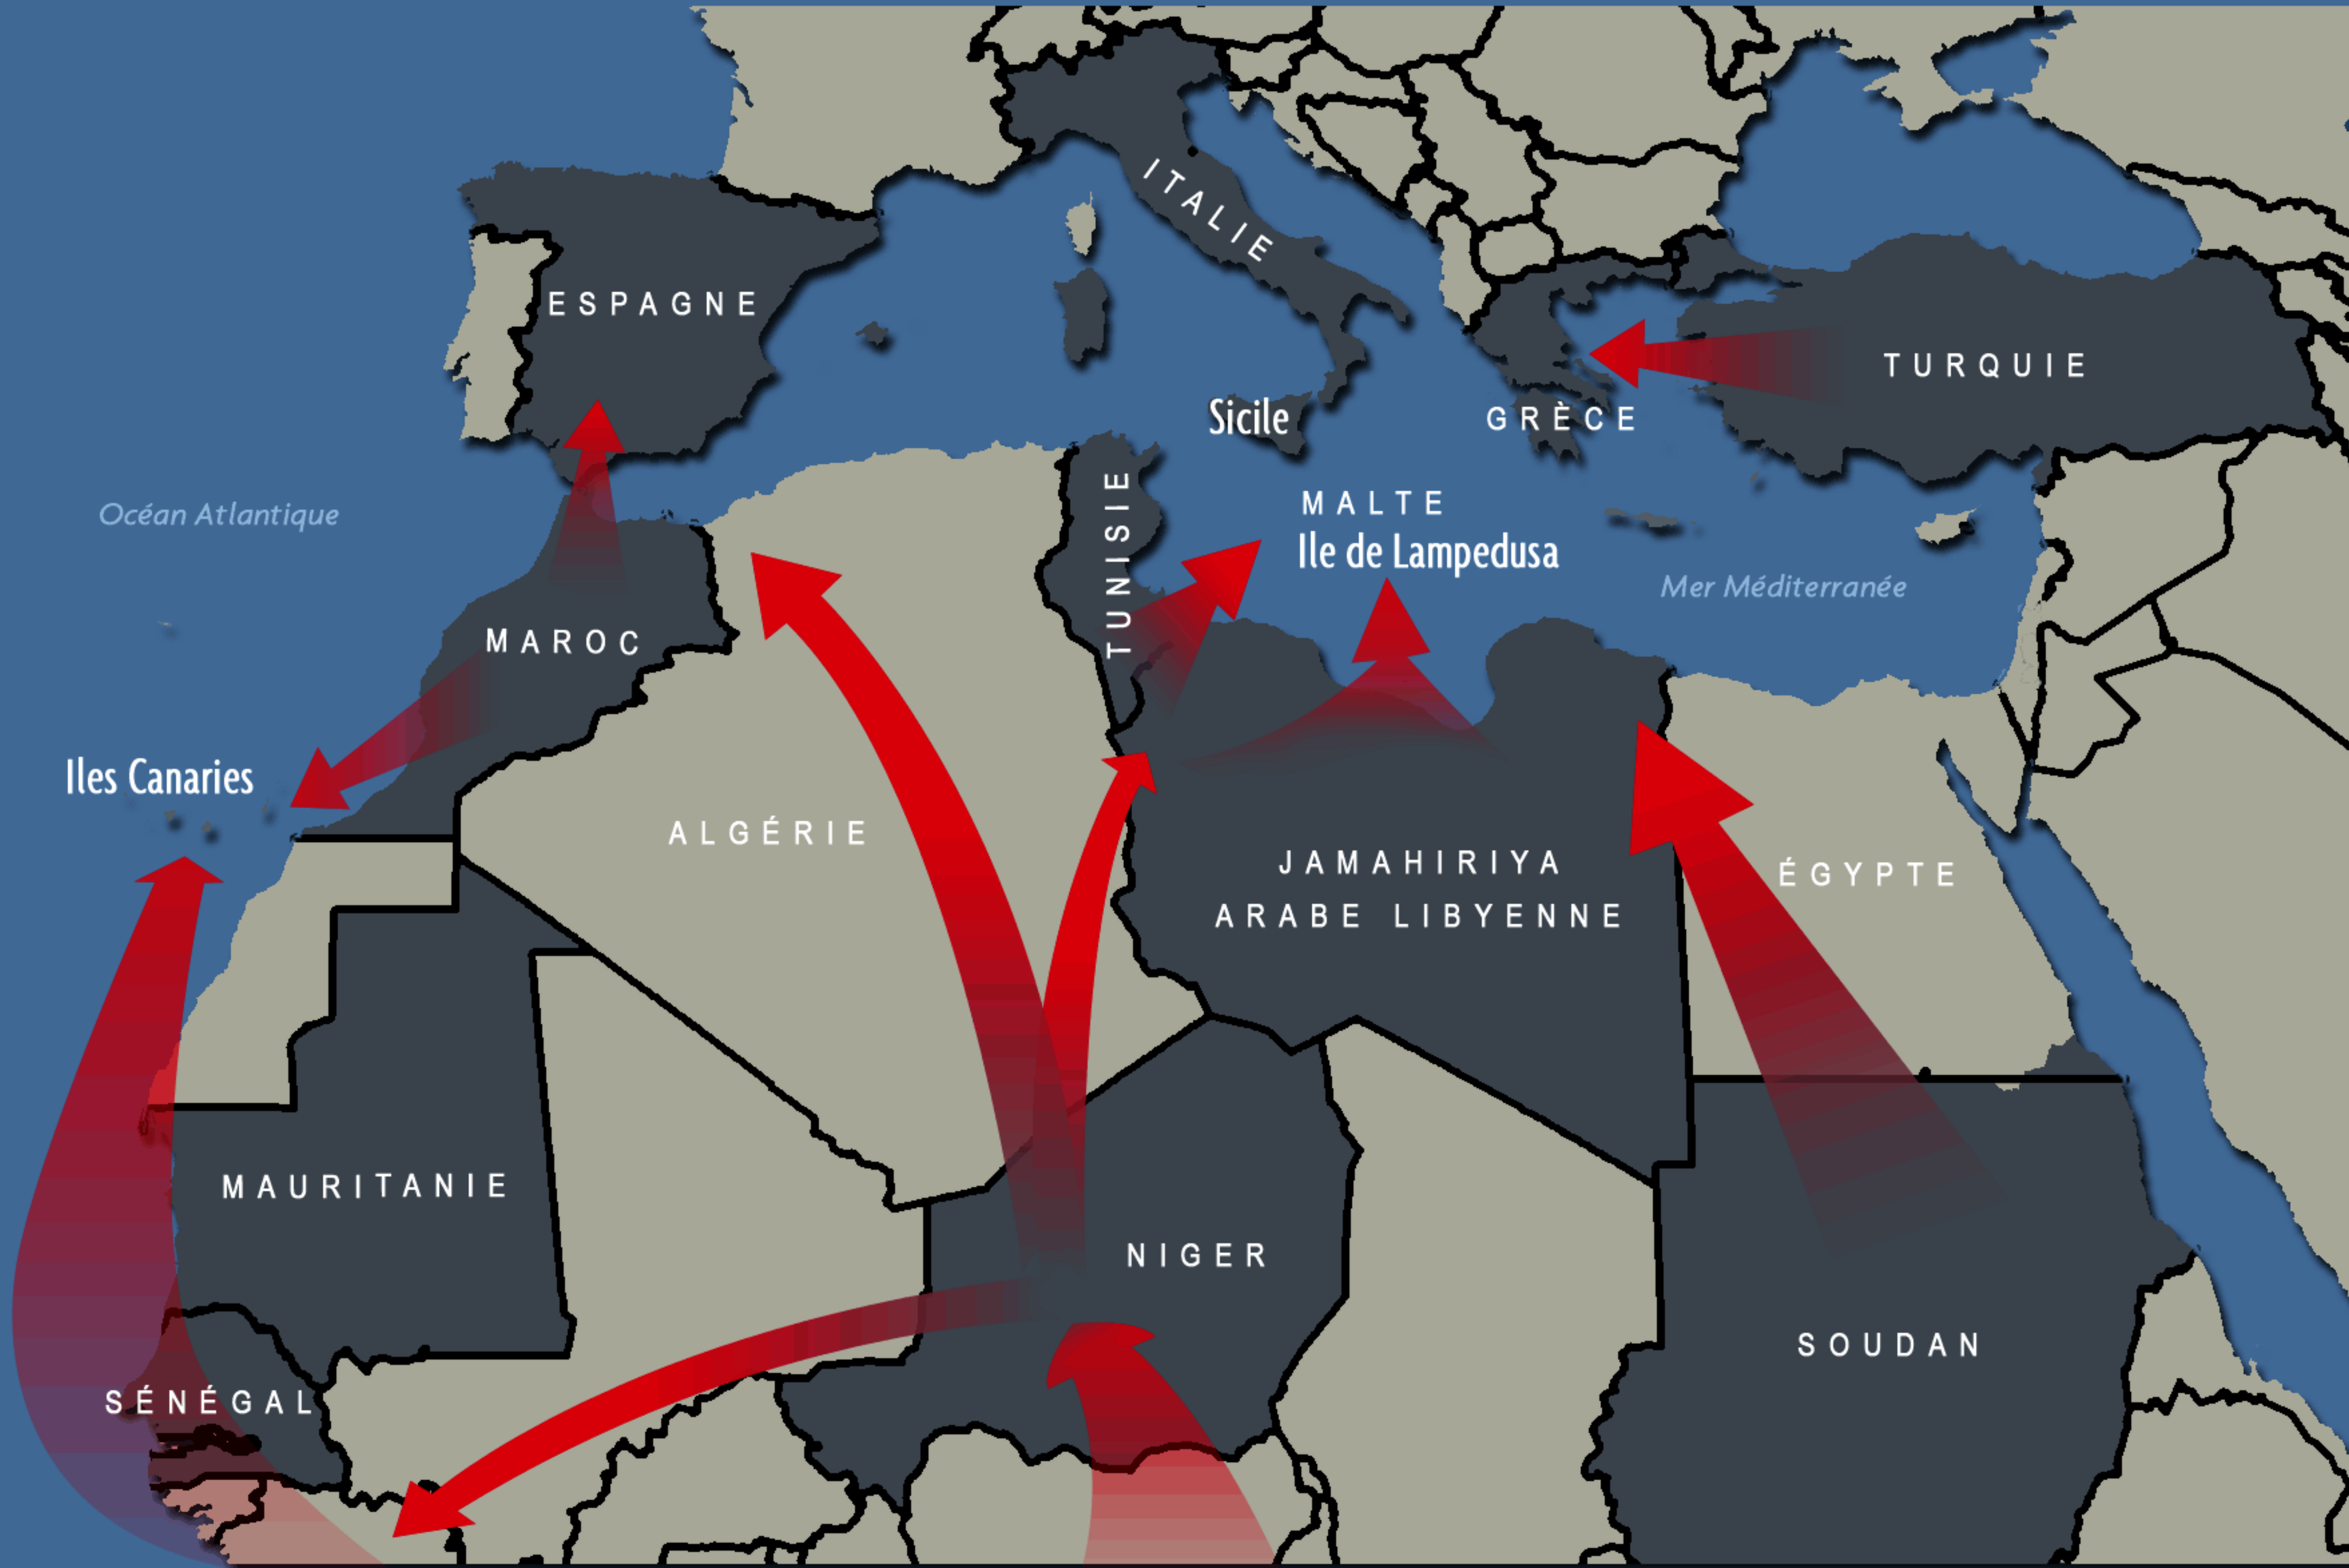 ITALIE
ESPAGNE
TURQUIE
Sicile
GRÈCE
Océan Atlantique
TUNISIE
MALTE
Ile de Lampedusa
Mer Méditerranée
MAROC
Iles Canaries
ALGÉRIE
JAMAHIRIYA
ARABE LIBYENNE
ÉGYPTE
MAURITANIE
NIGER
SOUDAN
SÉNÉGAL